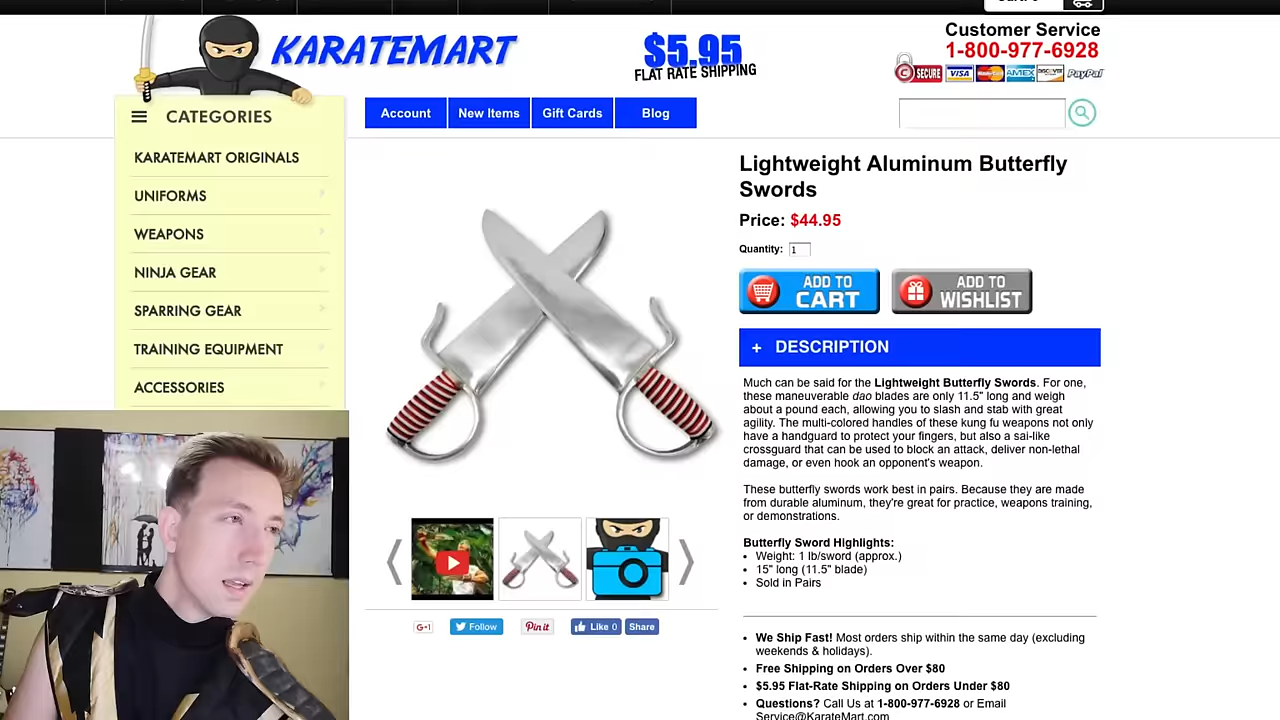 KARATEMART
$5.95
FLAT RATE SHIPPING
Customer Service
1-800-977-6928
SECURE VISA MasterCard AMEX DISCOVER PayPal
CATEGORIES
KARATEMART ORIGINALS
UNIFORMS
WEAPONS
NINJA GEAR
SPARRING GEAR
TRAINING EQUIPMENT
ACCESSORIES
Account New Items Gift Cards Blog
Lightweight Aluminum Butterfly
Swords
Price: $44.95
Quantity: 1
ADD TO CART
ADD TO WISHLIST
+ DESCRIPTION
Much can be said for the Lightweight Butterfly Swords. For one,
these maneuverable dao blades are only 11.5" long and weigh
about a pound each, allowing you to slash and stab with great
agility. The multi-colored handles of these kung fu weapons not only
have a handguard to protect your fingers, but also a sai-like
crossguard that can be used to block an attack, deliver non-lethal
damage, or even hook an opponent's weapon.
These butterfly swords work best in pairs. Because they are made
from durable aluminum, they're great for practice, weapons training,
or demonstrations.
Butterfly Sword Highlights:
Weight: 1 lb/sword (approx.)
15" long (11.5" blade)
Sold in Pairs
G+1 Follow Pin it Like 0 Share
We Ship Fast! Most orders ship within the same day (excluding
weekends & holidays).
Free Shipping on Orders Over $80
$5.95 Flat-Rate Shipping on Orders Under $80
Questions? Call Us at 1-800-977-6928 or Email
Service@KarateMart.com